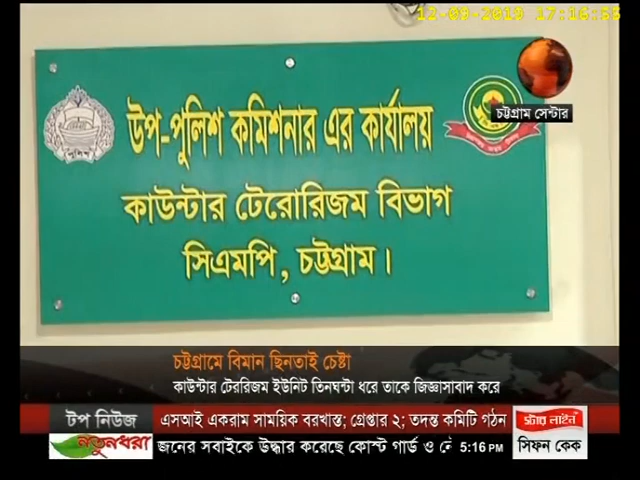 12-09-2019 17:16:55
চট্টগ্রাম সেন্টার
উপ-পুলিশ কমিশনার এর কার্যালয়
কাউন্টার টেরোরিজম বিভাগ
সিএমপি, চট্টগ্রাম।
পুলিশ
চট্টগ্রামে বিমান ছিনতাই চেষ্টা
কাউন্টার টেররিজম ইউনিট তিনঘন্টা ধরে তাকে জিজ্ঞাসাবাদ করে
টপ নিউজ
এসআই একরাম সাময়িক বরখাস্ত; গ্রেপ্তার ২; তদন্ত কমিটি গঠন
স্টার লাইন
নতুনধরা
জনের সবাইকে উদ্ধার করেছে কোস্ট গার্ড ও নৌ
5:16 PM
সিফন কেক